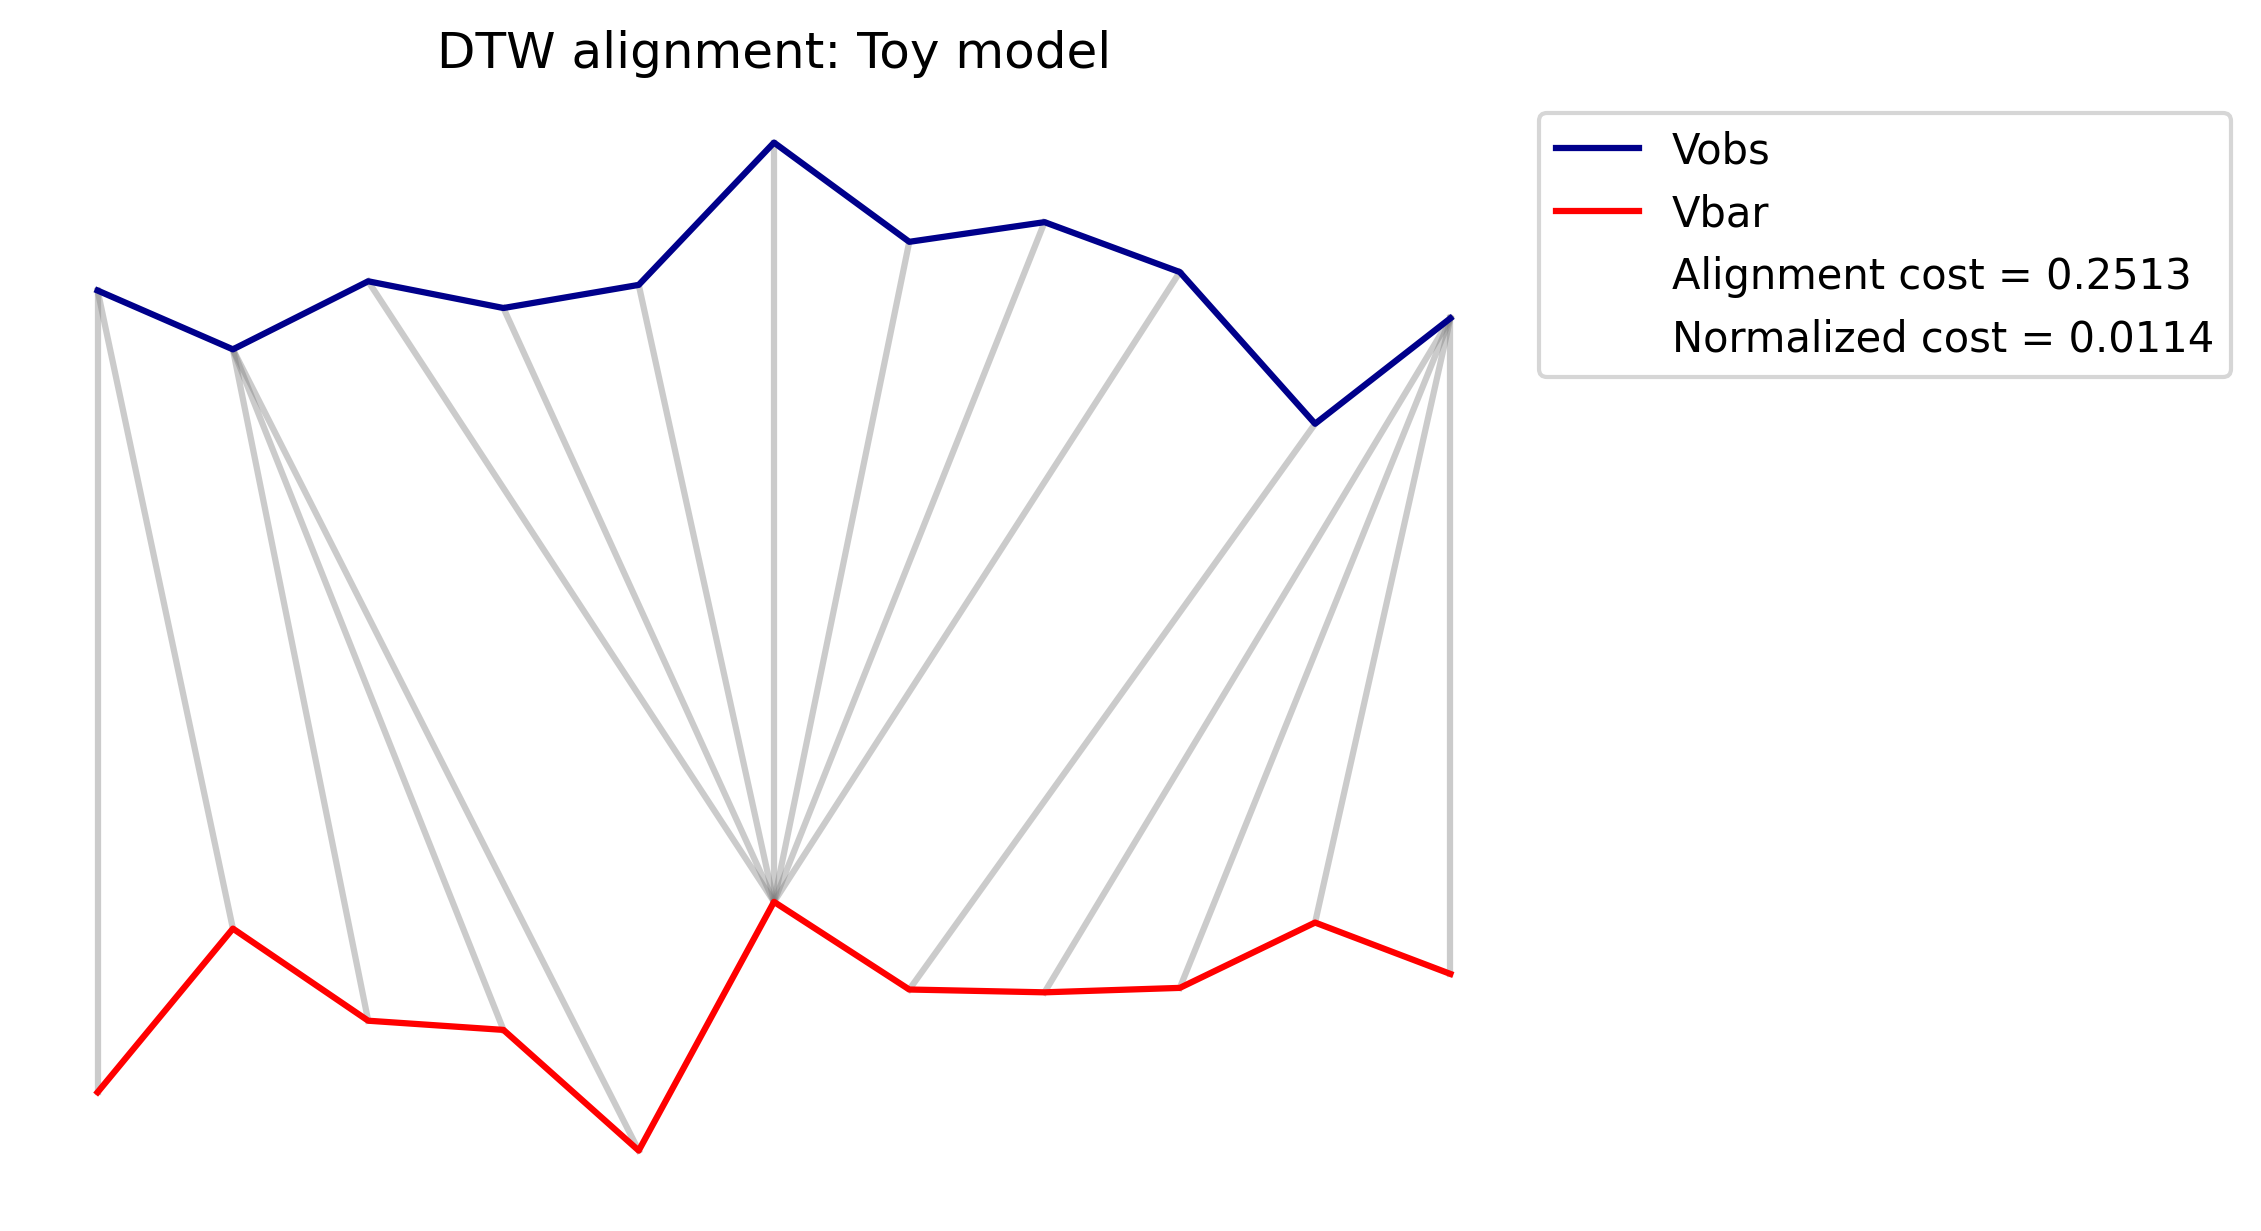 DTW alignment: Toy model
Vobs
Vbar
Alignment cost = 0.2513
Normalized cost = 0.0114